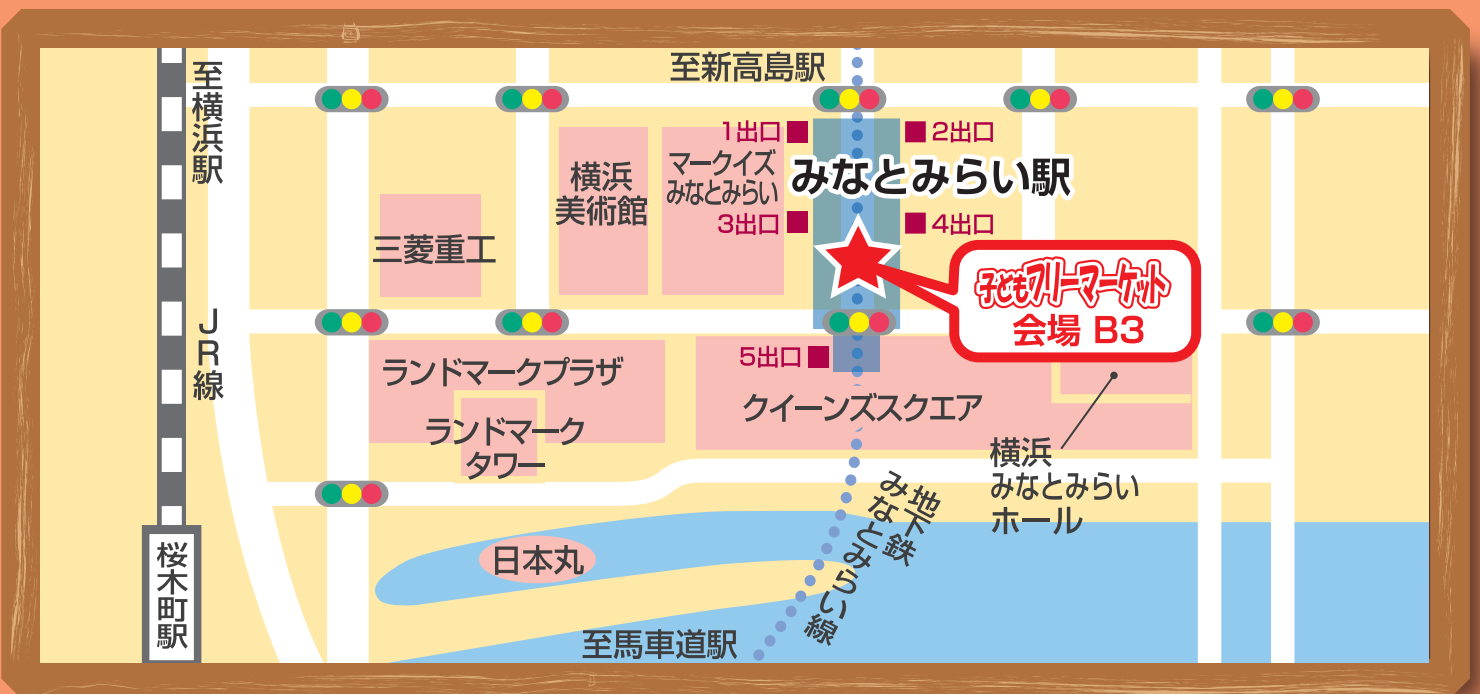 至新高島駅
至横浜駅
1出口
2出口
マークイズ
みなとみらい
みなとみらい駅
横浜
美術館
3出口
4出口
三菱重工
子どもフリーマーケット
会場 B3
JR線
5出口
ランドマークプラザ
クイーンズスクエア
ランドマーク
タワー
横浜
みなとみらい
ホール
地下鉄
みなとみらい線
日本丸
桜木町駅
至馬車道駅